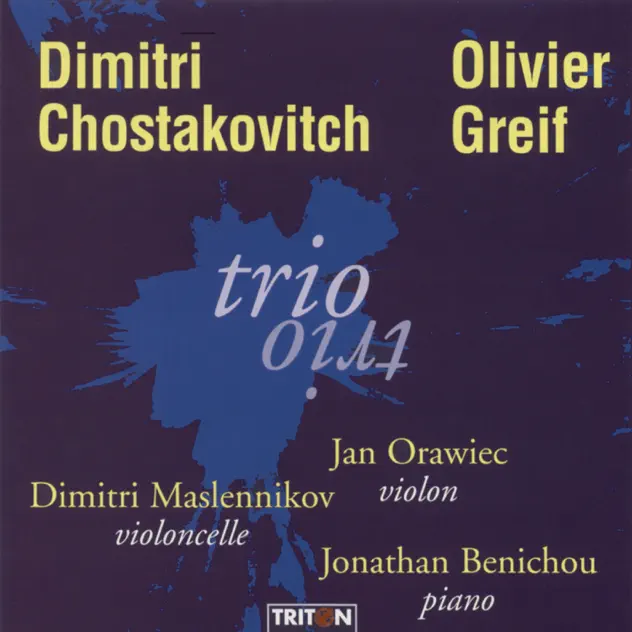 Dimitri
Chostakovitch
Olivier
Greif
trio
trio
Jan Orawiec
violon
Dimitri Maslennikov
violoncelle
Jonathan Benichou
piano
TRITON